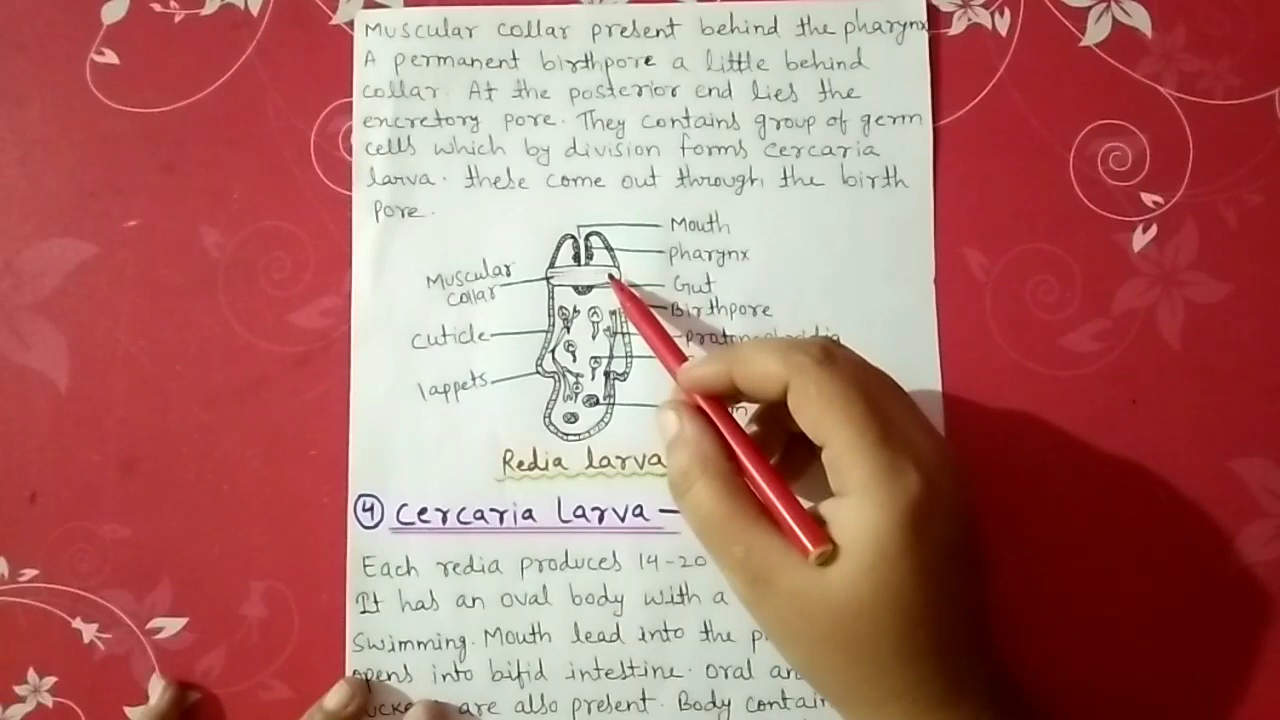 Muscular collar present behind the pharynx
A permanent birthpore a little behind
collar. At the posterior end lies the
encretory pore. They contains group of germ
cells which by division forms cercaria
larva. these come out through the birth
pore.
Mouth
pharynx
Muscular
collar
Gut
Birthpore
cuticle
lappets
Redia larva
④ Cercaria Larva -
Each redia produces 14-20
It has an oval body with a
Swimming. Mouth lead into the
opens into bifid intestine. oral
are also present. Body